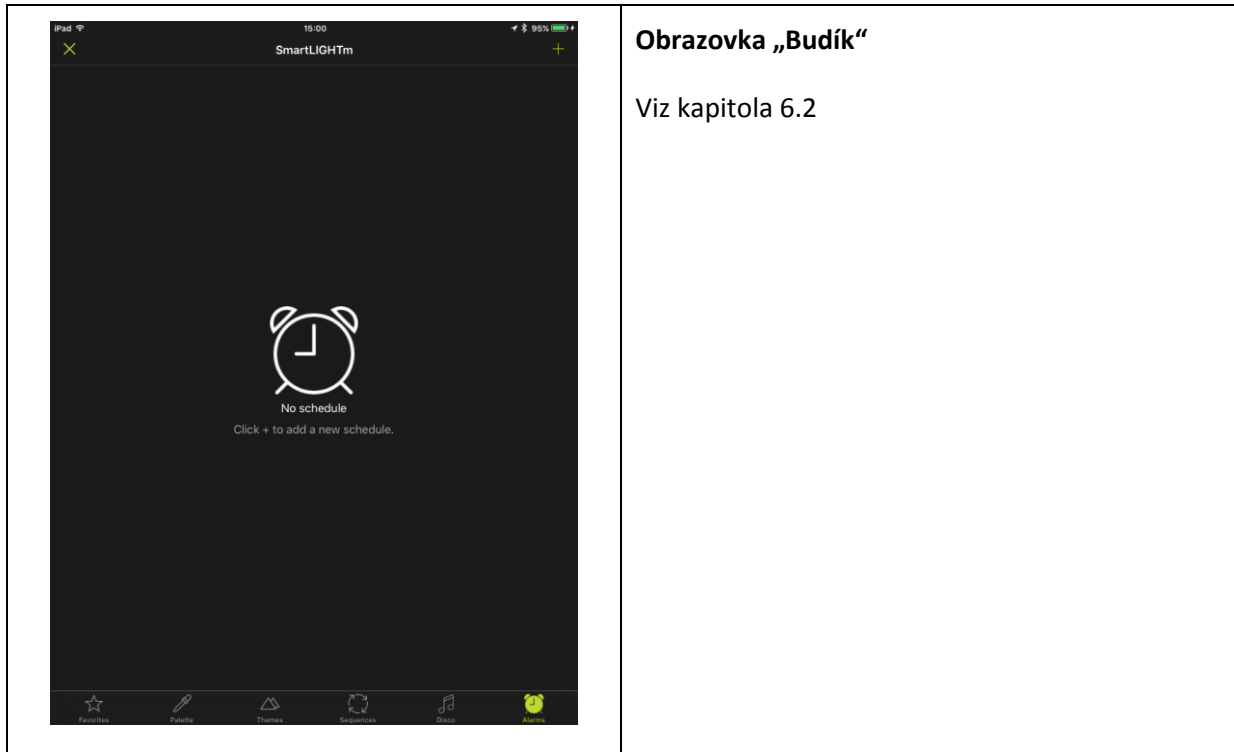 iPad 15:00 95%
SmartLIGHTm
No schedule
Click + to add a new schedule.
Favorites Palette Themes Sequences Disco Alarms
Obrazovka „Budík“
Viz kapitola 6.2